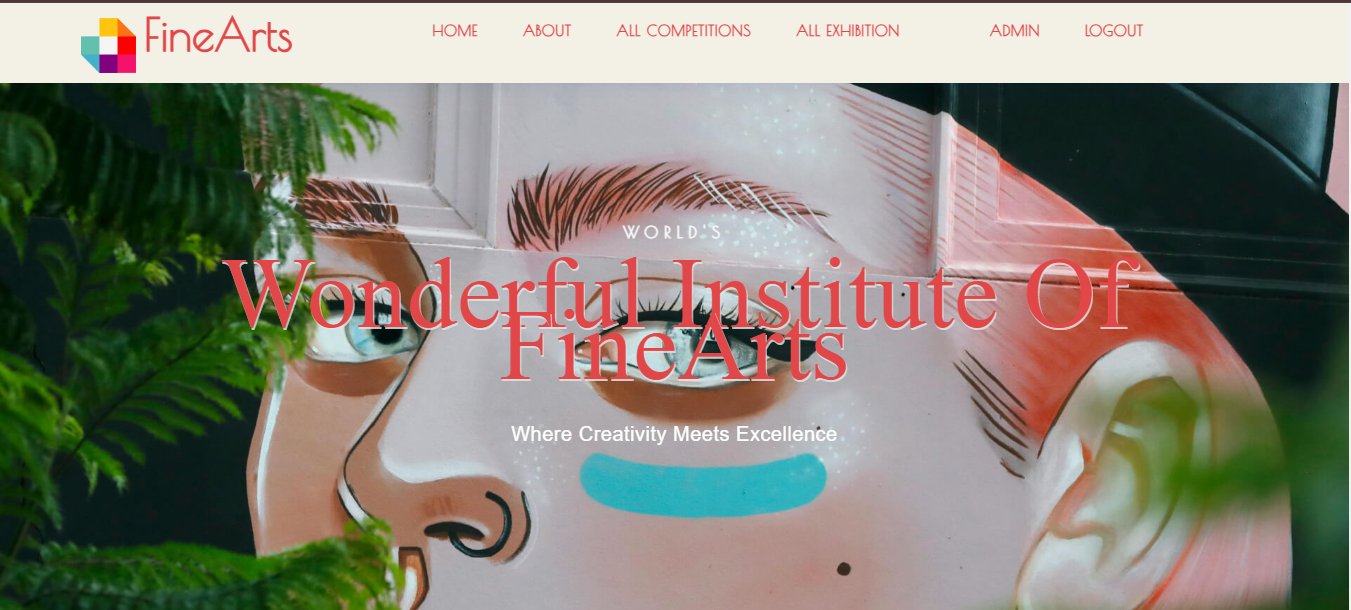 FineArts
HOME ABOUT ALL COMPETITIONS ALL EXHIBITION ADMIN LOGOUT
WORLD'S
Wonderful Institute Of
FineArts
Where Creativity Meets Excellence